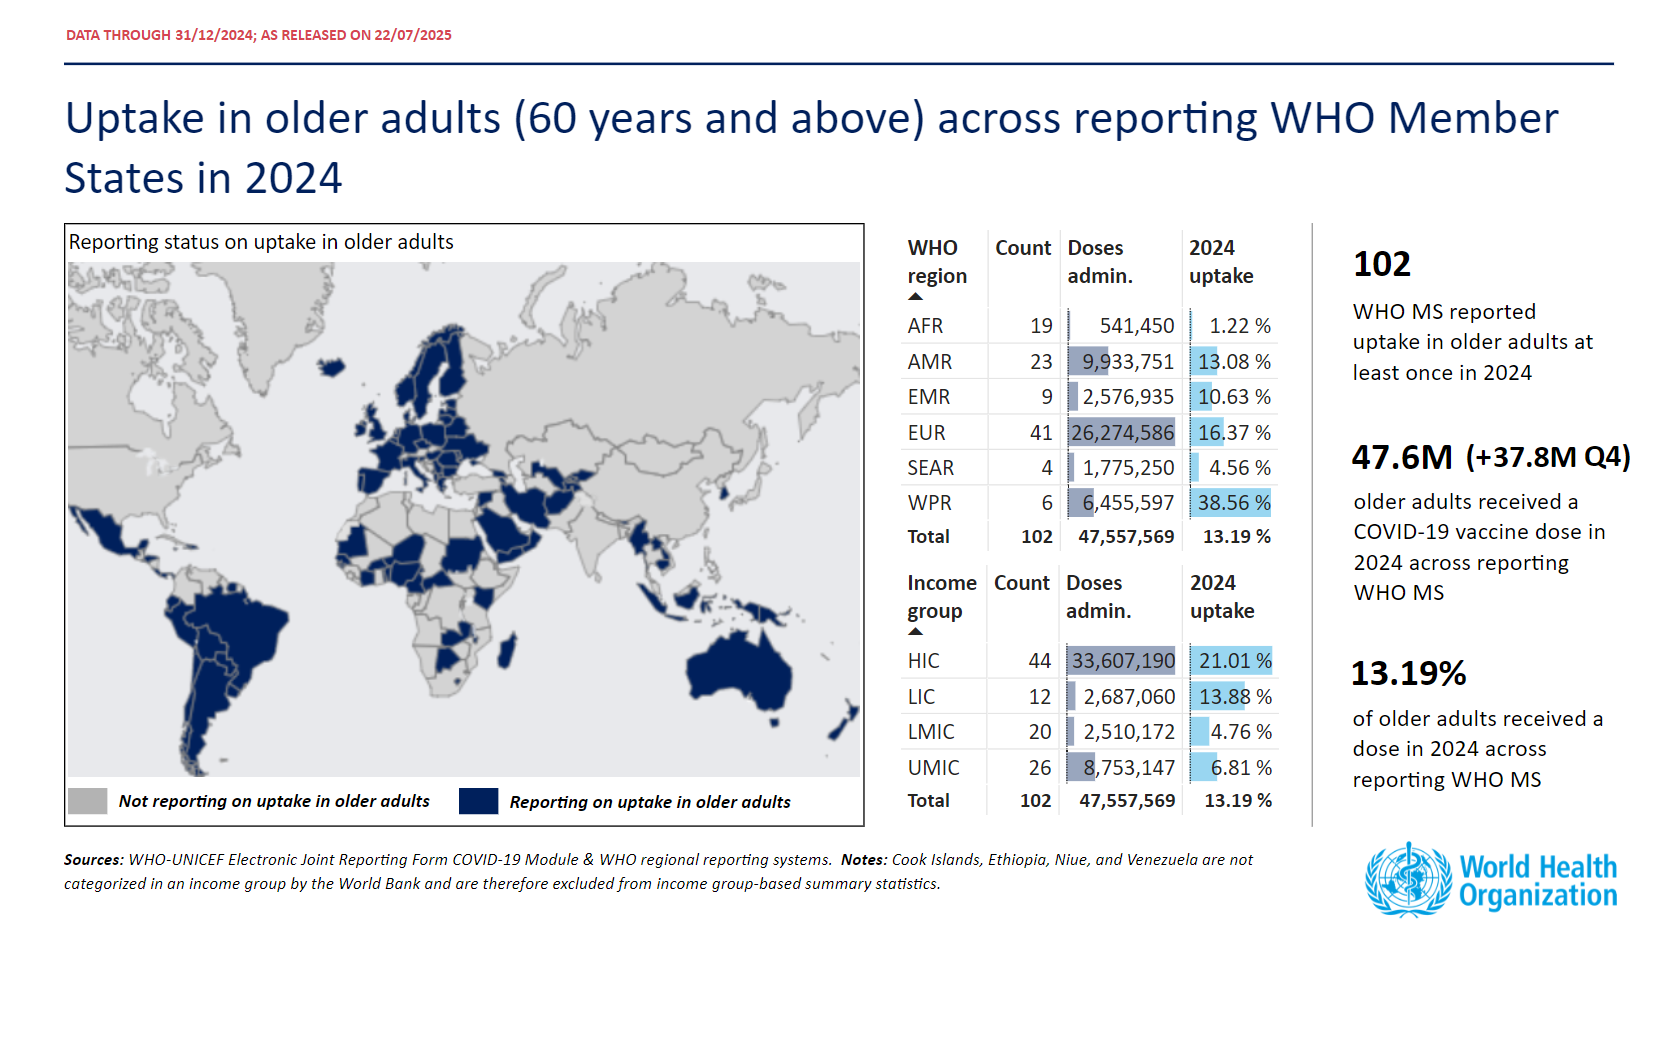 DATA THROUGH 31/12/2024; AS RELEASED ON 22/07/2025
Uptake in older adults (60 years and above) across reporting WHO Member
States in 2024
Reporting status on uptake in older adults
Not reporting on uptake in older adults
Reporting on uptake in older adults
WHO region Count Doses admin. 2024 uptake
AFR 19 541,450 1.22 %
AMR 23 9,933,751 13.08 %
EMR 9 2,576,935 10.63 %
EUR 41 26,274,586 16.37 %
SEAR 4 1,775,250 4.56 %
WPR 6 6,455,597 38.56 %
Total 102 47,557,569 13.19 %
Income group Count Doses admin. 2024 uptake
HIC 44 33,607,190 21.01 %
LIC 12 2,687,060 13.88 %
LMIC 20 2,510,172 4.76 %
UMIC 26 8,753,147 6.81 %
Total 102 47,557,569 13.19 %
102
WHO MS reported
uptake in older adults at
least once in 2024
47.6M (+37.8M Q4)
older adults received a
COVID-19 vaccine dose in
2024 across reporting
WHO MS
13.19%
of older adults received a
dose in 2024 across
reporting WHO MS
Sources: WHO-UNICEF Electronic Joint Reporting Form COVID-19 Module & WHO regional reporting systems. Notes: Cook Islands, Ethiopia, Niue, and Venezuela are not
categorized in an income group by the World Bank and are therefore excluded from income group-based summary statistics.
World Health
Organization